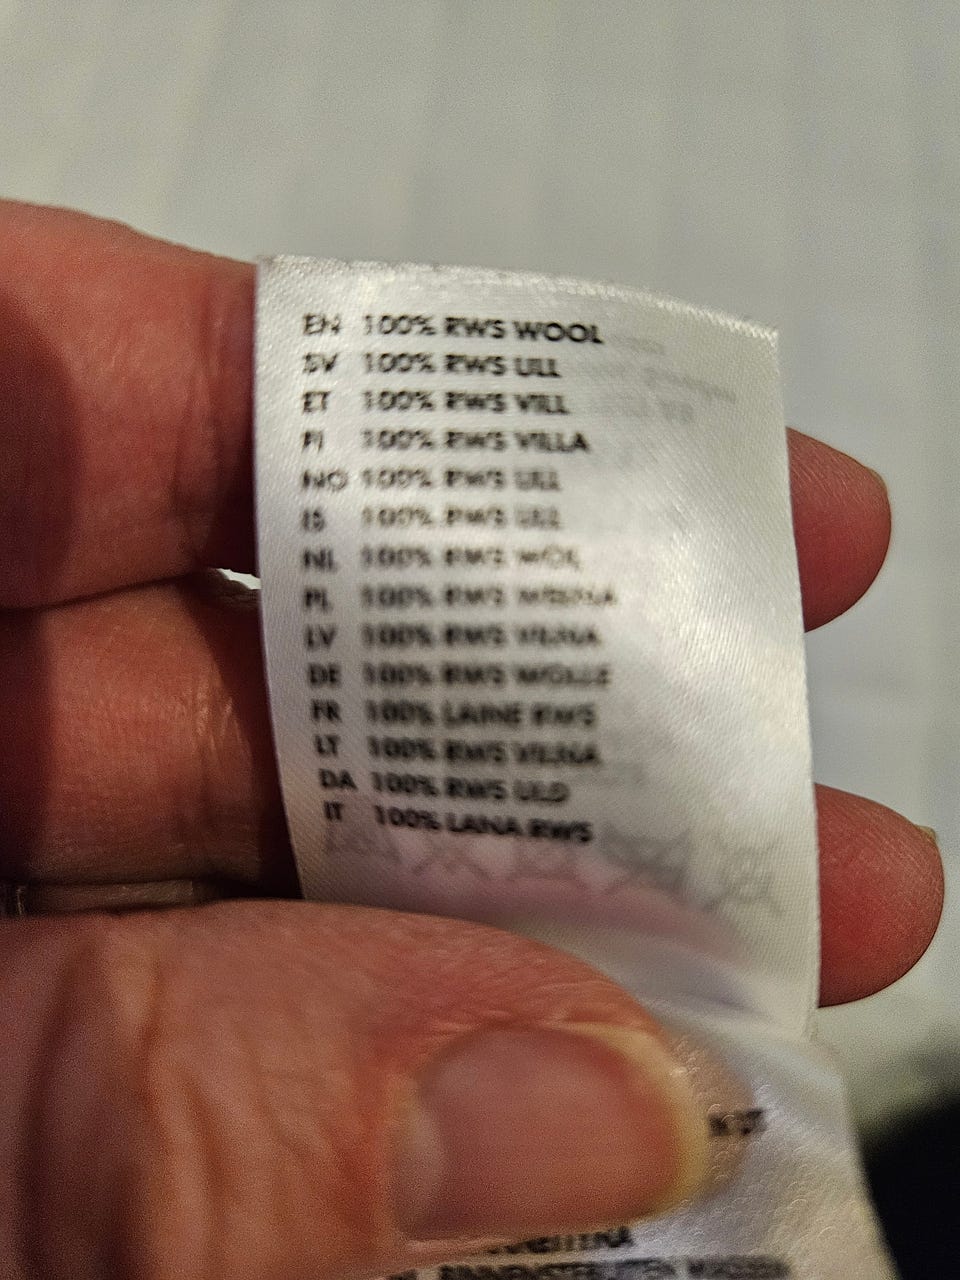 EN 100% RWS WOOL
SV 100% RWS ULL
ET 100% RWS VILL
FI 100% RWS VILLA
NO 100% RWS ULL
IS 100% RWS ULL
NL 100% RWS WOL
PL 100% RWS WEŁNA
LV 100% RWS VILNA
DE 100% RWS WOLLE
FR 100% LAINE RWS
LT 100% RWS VILNA
DA 100% RWS ULD
IT 100% LANA RWS